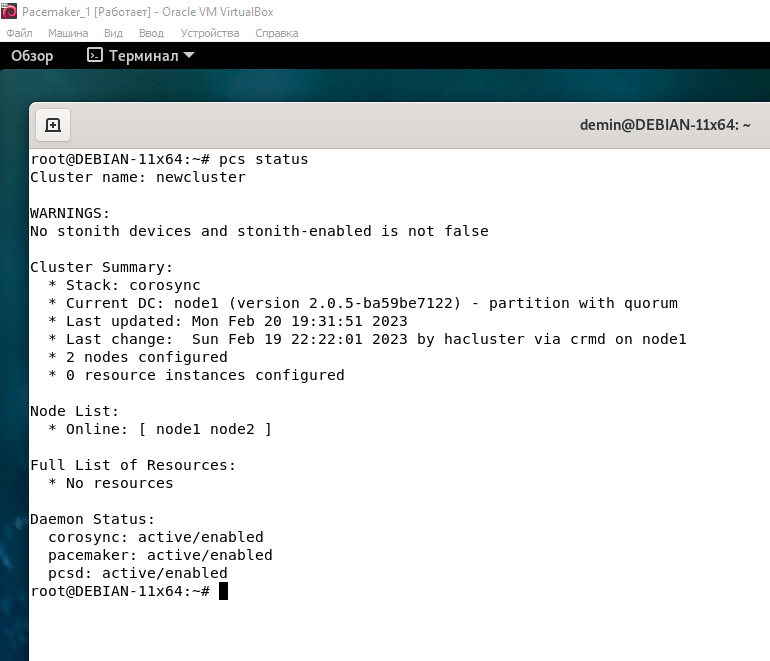 Pacemaker_1 [Работает] - Oracle VM VirtualBox
Файл Машина Вид Ввод Устройства Справка
Обзор Терминал
demin@DEBIAN-11x64: ~
root@DEBIAN-11x64:~# pcs status
Cluster name: newcluster
WARNINGS:
No stonith devices and stonith-enabled is not false
Cluster Summary:
* Stack: corosync
* Current DC: node1 (version 2.0.5-ba59be7122) - partition with quorum
* Last updated: Mon Feb 20 19:31:51 2023
* Last change:  Sun Feb 19 22:22:01 2023 by hacluster via crmd on node1
* 2 nodes configured
* 0 resource instances configured
Node List:
* Online: [ node1 node2 ]
Full List of Resources:
* No resources
Daemon Status:
corosync: active/enabled
pacemaker: active/enabled
pcsd: active/enabled
root@DEBIAN-11x64:~#